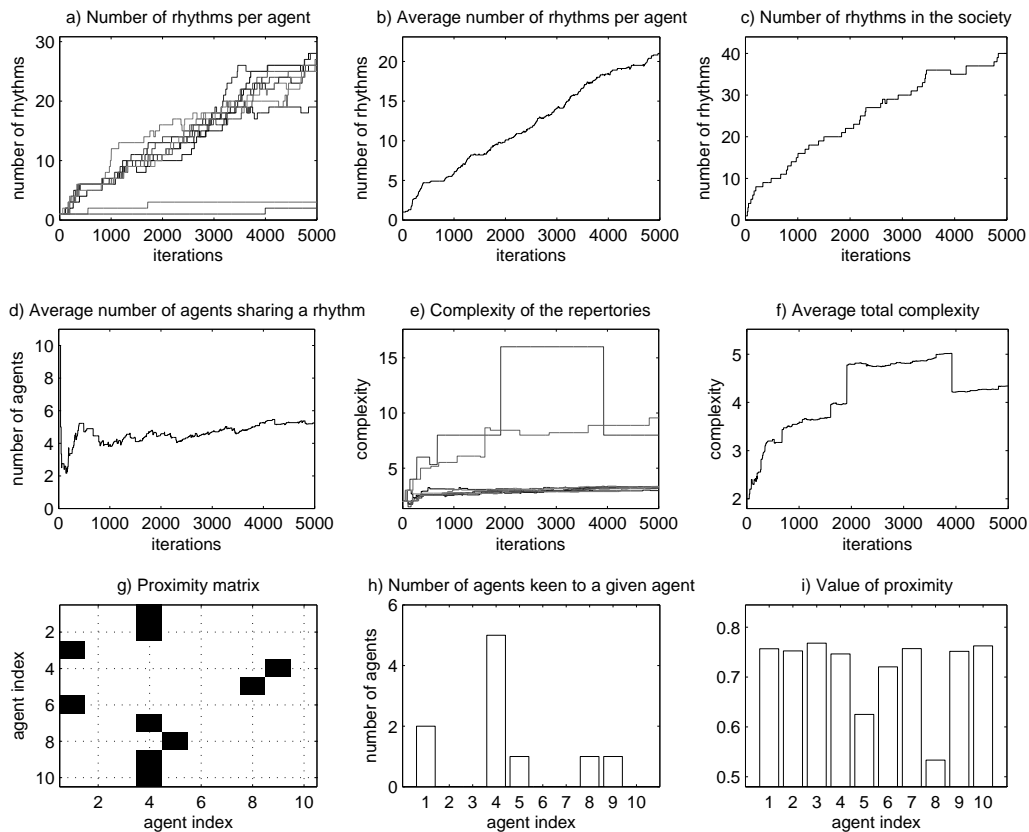 a) Number of rhythms per agent
number of rhythms
30
20
10
0
0 1000 2000 3000 4000 5000
iterations
b) Average number of rhythms per agent
number of rhythms
20
15
10
5
0
0 1000 2000 3000 4000 5000
iterations
c) Number of rhythms in the society
number of rhythms
40
30
20
10
0
0 1000 2000 3000 4000 5000
iterations
d) Average number of agents sharing a rhythm
number of agents
10
8
6
4
2
0
0 1000 2000 3000 4000 5000
iterations
e) Complexity of the repertories
complexity
15
10
5
0 1000 2000 3000 4000 5000
iterations
f) Average total complexity
complexity
5
4
3
2
0 1000 2000 3000 4000 5000
iterations
g) Proximity matrix
agent index
2
4
6
8
10
2 4 6 8 10
agent index
h) Number of agents keen to a given agent
number of agents
6
4
2
0
1 2 3 4 5 6 7 8 9 10
agent index
i) Value of proximity
0.8
0.7
0.6
0.5
1 2 3 4 5 6 7 8 9 10
agent index